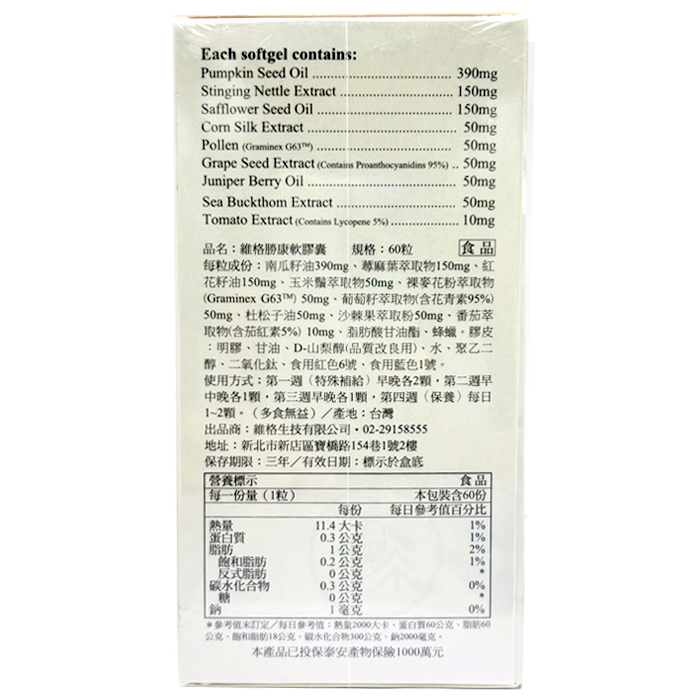 Each softgel contains:
Pumpkin Seed Oil ........................................ 390mg
Stinging Nettle Extract ............................... 150mg
Safflower Seed Oil ...................................... 150mg
Corn Silk Extract ......................................... 50mg
Pollen (Graminex G63™) .............................. 50mg
Grape Seed Extract (Contains Proanthocyanidins 95%) .. 50mg
Juniper Berry Oil ......................................... 50mg
Sea Buckthom Extract ................................. 50mg
Tomato Extract (Contains Lycopene 5%) .................... 10mg
品名：維格勝康軟膠囊 規格：60粒 食品
每粒成份：南瓜籽油390mg、蕁麻葉萃取物150mg、紅
花籽油150mg、玉米鬚萃取物50mg、裸麥花粉萃取物
(Graminex G63™) 50mg、葡萄籽萃取物(含花青素95%)
50mg、杜松子油50mg、沙棘果萃取粉50mg、番茄萃
取物(含茄紅素5%) 10mg、脂肪酸甘油酯、蜂蠟。膠皮
：明膠、甘油、D-山梨醇(品質改良用)、水、聚乙二
醇、二氧化鈦、食用紅色6號、食用藍色1號。
使用方式：第一週（特殊補給）早晚各2顆，第二週早
中晚各1顆，第三週早晚各1顆，第四週（保養）每日
1~2顆。（多食無益）／產地：台灣
出品商：維格生技有限公司・02-29158555
地址：新北市新店區寶橋路154巷1號2樓
保存期限：三年／有效日期：標示於盒底
營養標示 食品
每一份量（1粒） 本包裝含60份
每份 每日參考值百分比
熱量 11.4 大卡 1%
蛋白質 0.3 公克 1%
脂肪 1 公克 2%
飽和脂肪 0.2 公克 1%
反式脂肪 0 公克 *
碳水化合物 0.3 公克 0%
糖 0 公克 *
鈉 1 毫克 0%
*參考值未訂定／每日參考值：熱量2000大卡、蛋白質60公克、脂肪60
公克、飽和脂肪18公克、碳水化合物300公克、鈉2000毫克。
本產品已投保泰安產物保險1000萬元